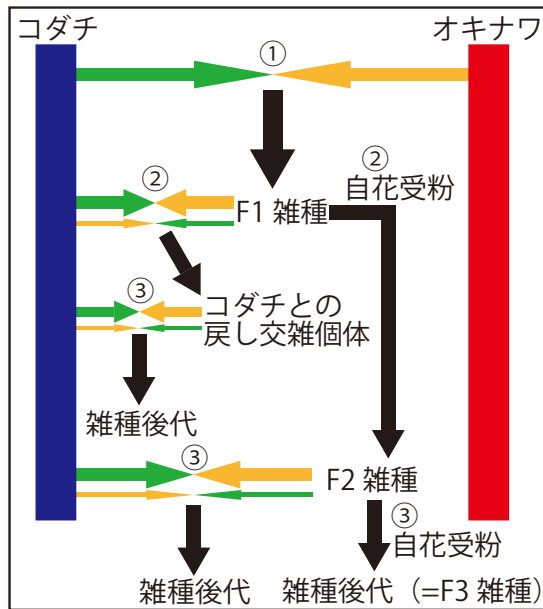 コダチ
オキナワ
①
②
F1 雑種
②
自花受粉
③
コダチとの
戻し交雑個体
雑種後代
③
F2 雑種
③
自花受粉
雑種後代
雑種後代（=F3 雑種）